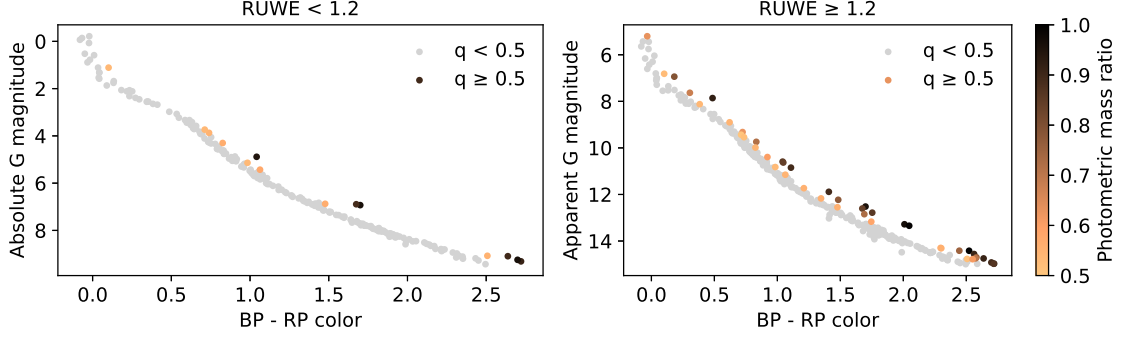 RUWE < 1.2
Absolute G magnitude
0
2
4
6
8
q < 0.5
q ≥ 0.5
0.0 0.5 1.0 1.5 2.0 2.5
BP - RP color
RUWE ≥ 1.2
Apparent G magnitude
6
8
10
12
14
q < 0.5
q ≥ 0.5
0.0 0.5 1.0 1.5 2.0 2.5
BP - RP color
1.0
0.9
0.8
0.7
0.6
0.5
Photometric mass ratio